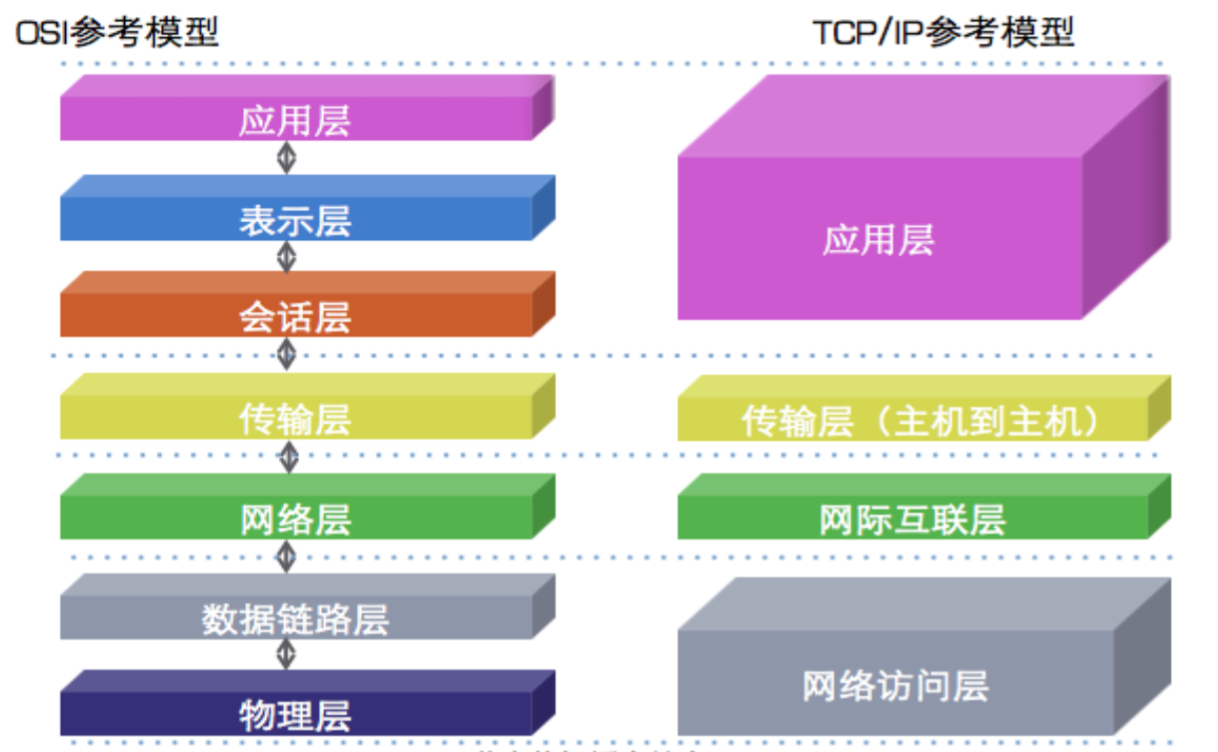 OSI参考模型
TCP/IP参考模型
应用层
表示层
会话层
传输层
网络层
数据链路层
物理层
应用层
传输层（主机到主机）
网际互联层
网络访问层